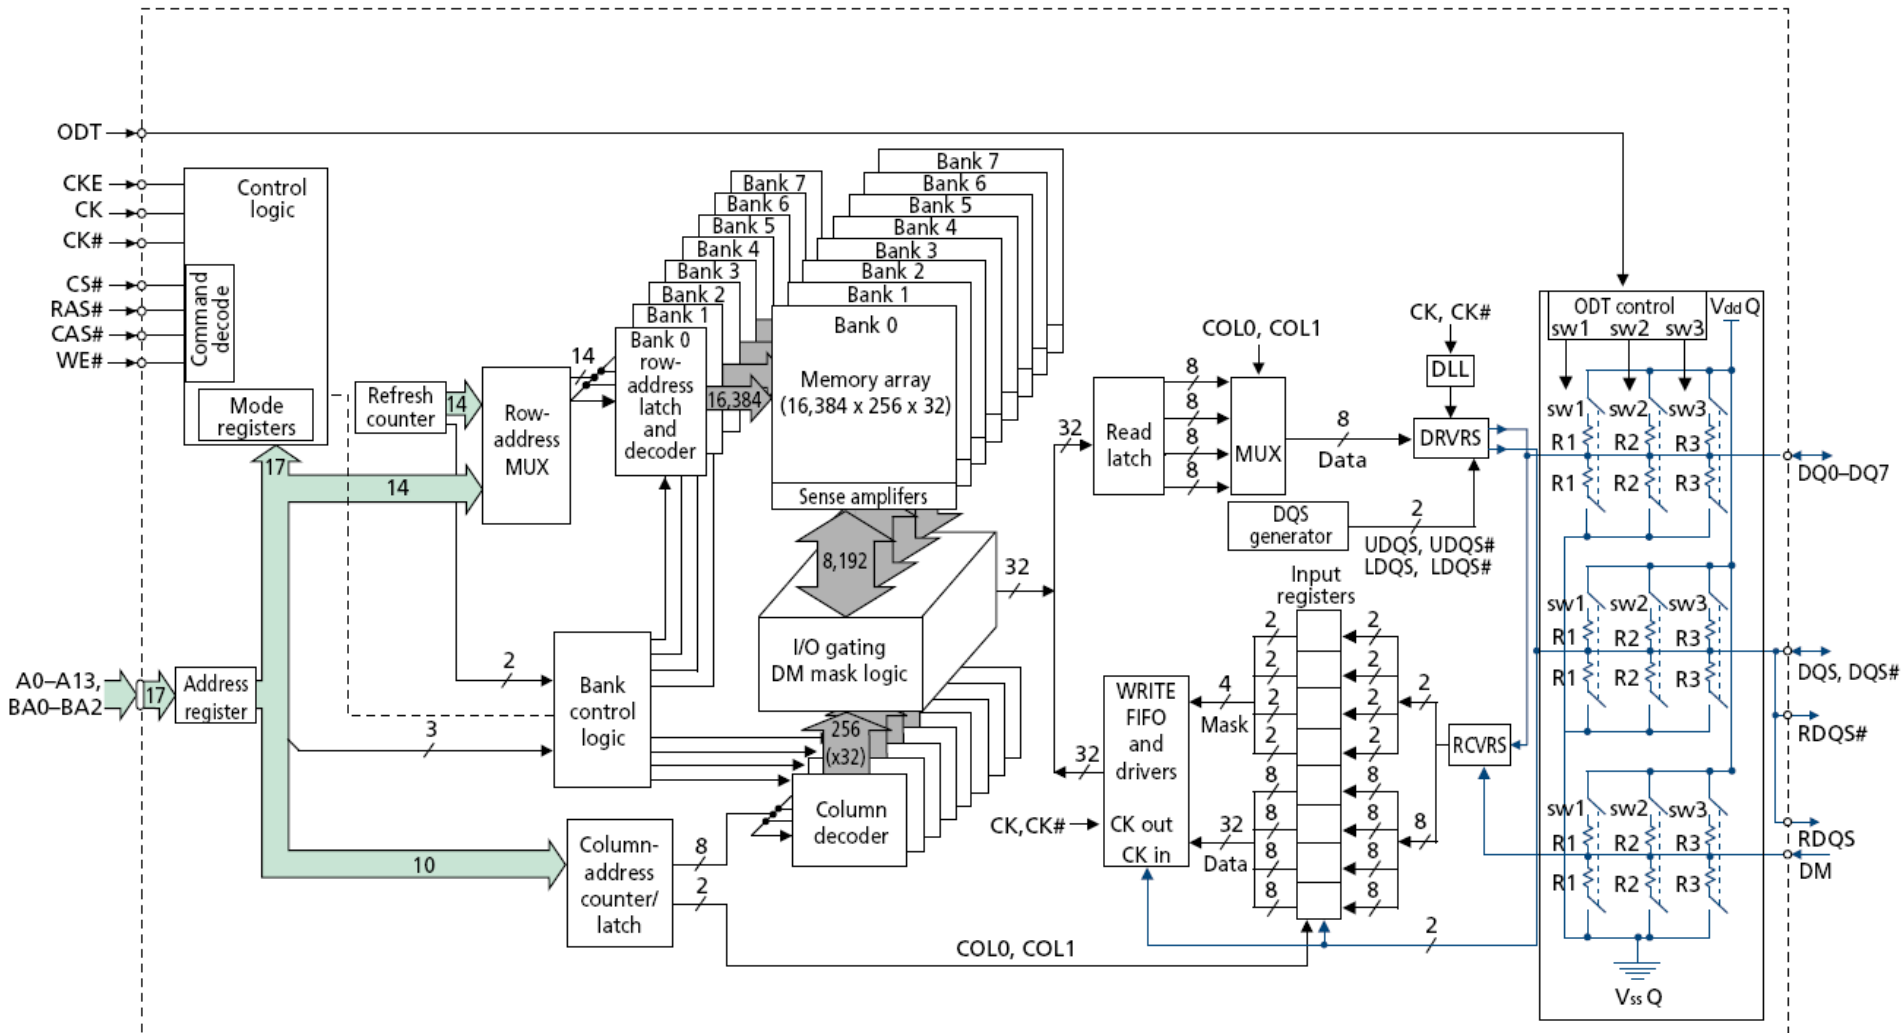 ODT
CKE
CK
CK#
CS#
RAS#
CAS#
WE#
Control
logic
Command
decode
Mode
registers
17
14
10
3
2
A0–A13,
BA0–BA2
17
Address
register
Refresh
counter
14
Row-
address
MUX
14
Bank 7
Bank 6
Bank 5
Bank 4
Bank 3
Bank 2
Bank 1
Bank 0
row-
address
latch
and
decoder
16,384
Bank 7
Bank 6
Bank 5
Bank 4
Bank 3
Bank 2
Bank 1
Bank 0
Memory array
(16,384 x 256 x 32)
Sense amplifers
8,192
I/O gating
DM mask logic
256
(x32)
Column
decoder
Bank
control
logic
Column-
address
counter/
latch
8
2
COL0, COL1
32
32
32
Read
latch
8
8
8
8
COL0, COL1
MUX
8
Data
CK, CK#
DLL
DRVRS
DQS
generator
2
UDQS, UDQS#
LDQS, LDQS#
Input
registers
2
2
2
2
8
8
8
8
2
2
2
2
8
8
8
8
2
8
RCVRS
WRITE
FIFO
and
drivers
CK out
CK in
CK,CK#
4
Mask
32
Data
2
ODT control
sw1 sw2 sw3
Vdd Q
sw1 sw2 sw3
R1 R2 R3
R1 R2 R3
sw1 sw2 sw3
R1 R2 R3
R1 R2 R3
sw1 sw2 sw3
R1 R2 R3
R1 R2 R3
Vss Q
DQ0–DQ7
DQS, DQS#
RDQS#
RDQS
DM